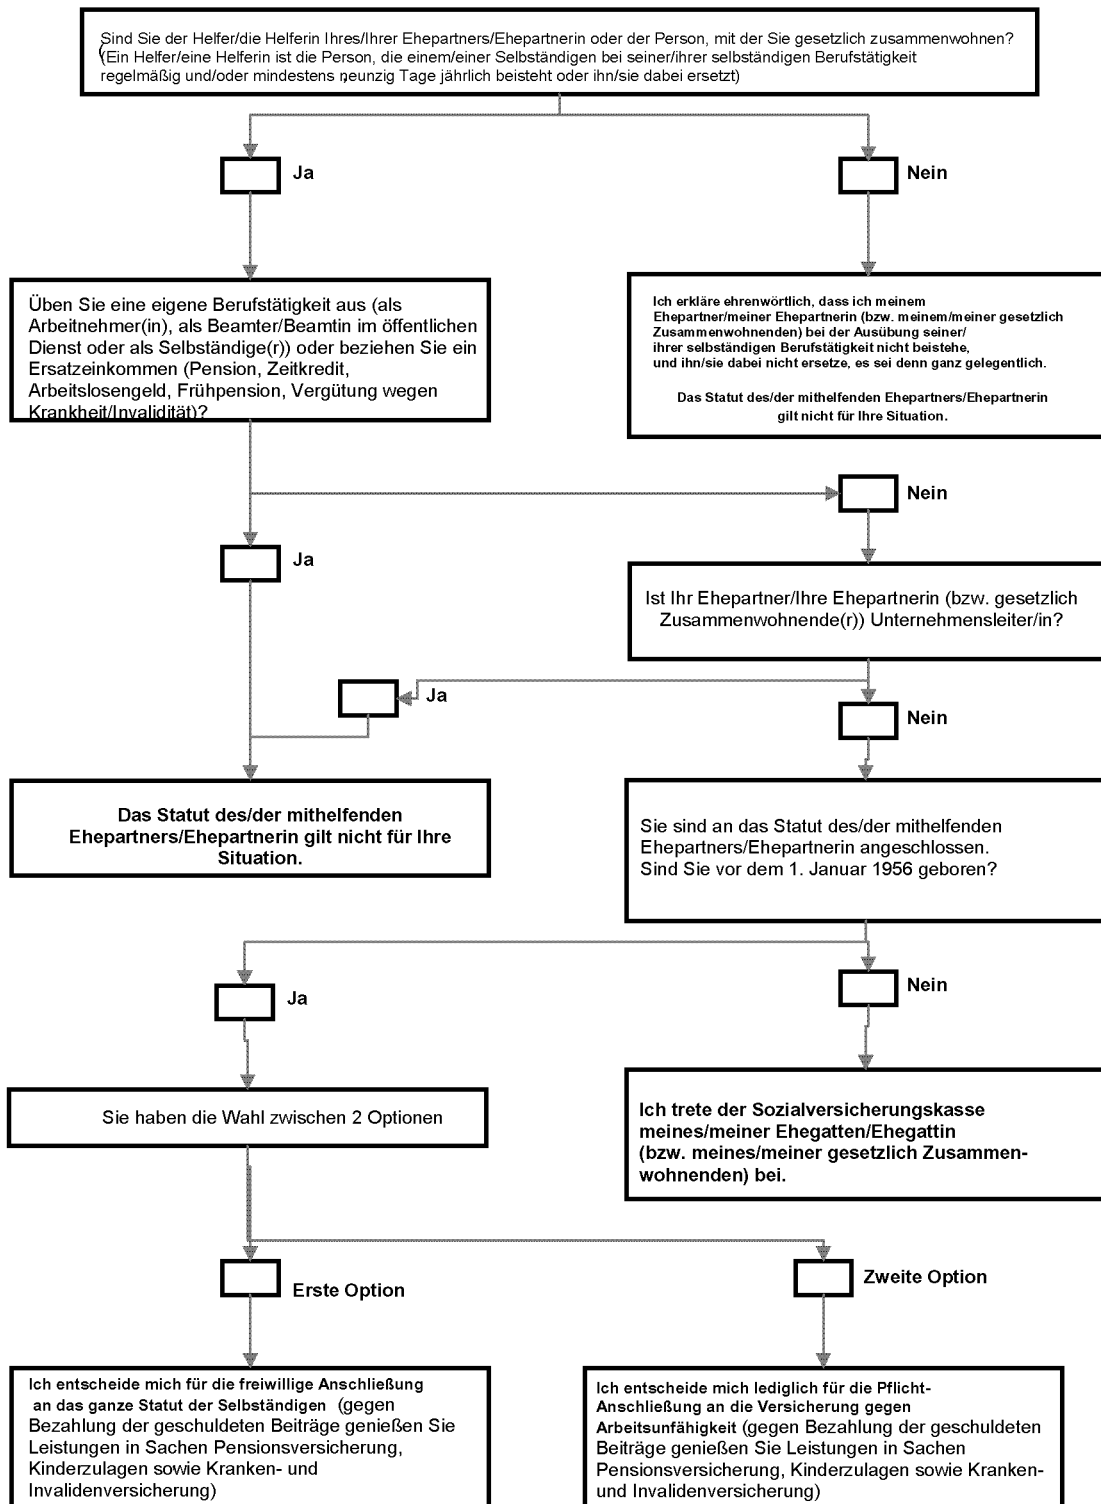 Sind Sie der Helfer/die Helferin Ihres/Ihrer Ehepartners/Ehepartnerin oder der Person, mit der Sie gesetzlich zusammenwohnen?
(Ein Helfer/eine Helferin ist die Person, die einem/einer Selbständigen bei seiner/ihrer selbständigen Berufstätigkeit
regelmäßig und/oder mindestens neunzig Tage jährlich beisteht oder ihn/sie dabei ersetzt)
Ja
Nein
Üben Sie eine eigene Berufstätigkeit aus (als
Arbeitnehmer(in), als Beamter/Beamtin im öffentlichen
Dienst oder als Selbständige(r)) oder beziehen Sie ein
Ersatzeinkommen (Pension, Zeitkredit,
Arbeitslosengeld, Frühpension, Vergütung wegen
Krankheit/Invalidität)?
Ich erkläre ehrenwörtlich, dass ich meinem
Ehepartner/meiner Ehepartnerin (bzw. meinem/meiner gesetzlich
Zusammenwohnenden) bei der Ausübung seiner/
ihrer selbständigen Berufstätigkeit nicht beistehe,
und ihn/sie dabei nicht ersetze, es sei denn ganz gelegentlich.
Das Statut des/der mithelfenden Ehepartners/Ehepartnerin
gilt nicht für Ihre Situation.
Nein
Ja
Ist Ihr Ehepartner/Ihre Ehepartnerin (bzw. gesetzlich
Zusammenwohnende(r)) Unternehmensleiter/in?
Ja
Nein
Das Statut des/der mithelfenden
Ehepartners/Ehepartnerin gilt nicht für Ihre
Situation.
Sie sind an das Statut des/der mithelfenden
Ehepartners/Ehepartnerin angeschlossen.
Sind Sie vor dem 1. Januar 1956 geboren?
Ja
Nein
Sie haben die Wahl zwischen 2 Optionen
Ich trete der Sozialversicherungskasse
meines/meiner Ehegatten/Ehegattin
(bzw. meines/meiner gesetzlich Zusammen-
wohnenden) bei.
Erste Option
Zweite Option
Ich entscheide mich für die freiwillige Anschließung
an das ganze Statut der Selbständigen (gegen
Bezahlung der geschuldeten Beiträge genießen Sie
Leistungen in Sachen Pensionsversicherung,
Kinderzulagen sowie Kranken- und
Invalidenversicherung)
Ich entscheide mich lediglich für die Pflicht-
Anschließung an die Versicherung gegen
Arbeitsunfähigkeit (gegen Bezahlung der geschuldeten
Beiträge genießen Sie Leistungen in Sachen
Pensionsversicherung, Kinderzulagen sowie Kranken-
und Invalidenversicherung)